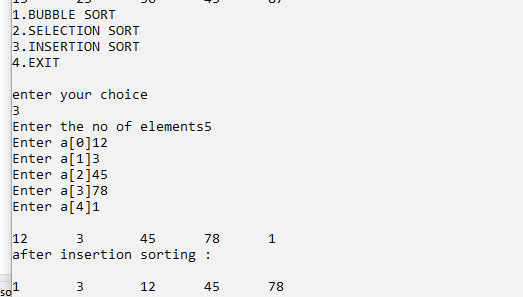 1.BUBBLE SORT
2.SELECTION SORT
3.INSERTION SORT
4.EXIT
enter your choice
3
Enter the no of elements5
Enter a[0]12
Enter a[1]3
Enter a[2]45
Enter a[3]78
Enter a[4]1
12 3 45 78 1
after insertion sorting :
so
1 3 12 45 78